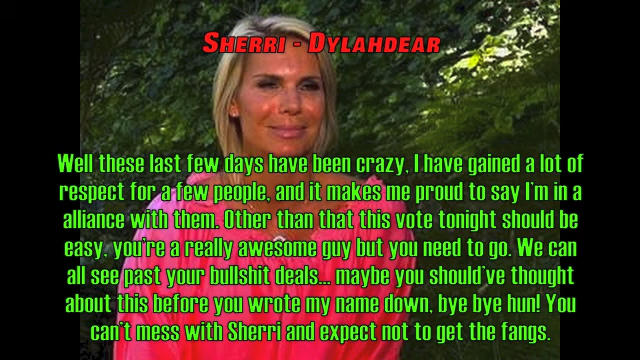 Sherri - Dylahdear
Well these last few days have been crazy, I have gained a lot of
respect for a few people, and it makes me proud to say I'm in a
alliance with them. Other than that this vote tonight should be
easy, you're a really awesome guy but you need to go. We can
all see past your bullshit deals... maybe you should've thought
about this before you wrote my name down, bye bye hun! You
can't mess with Sherri and expect not to get the fangs.